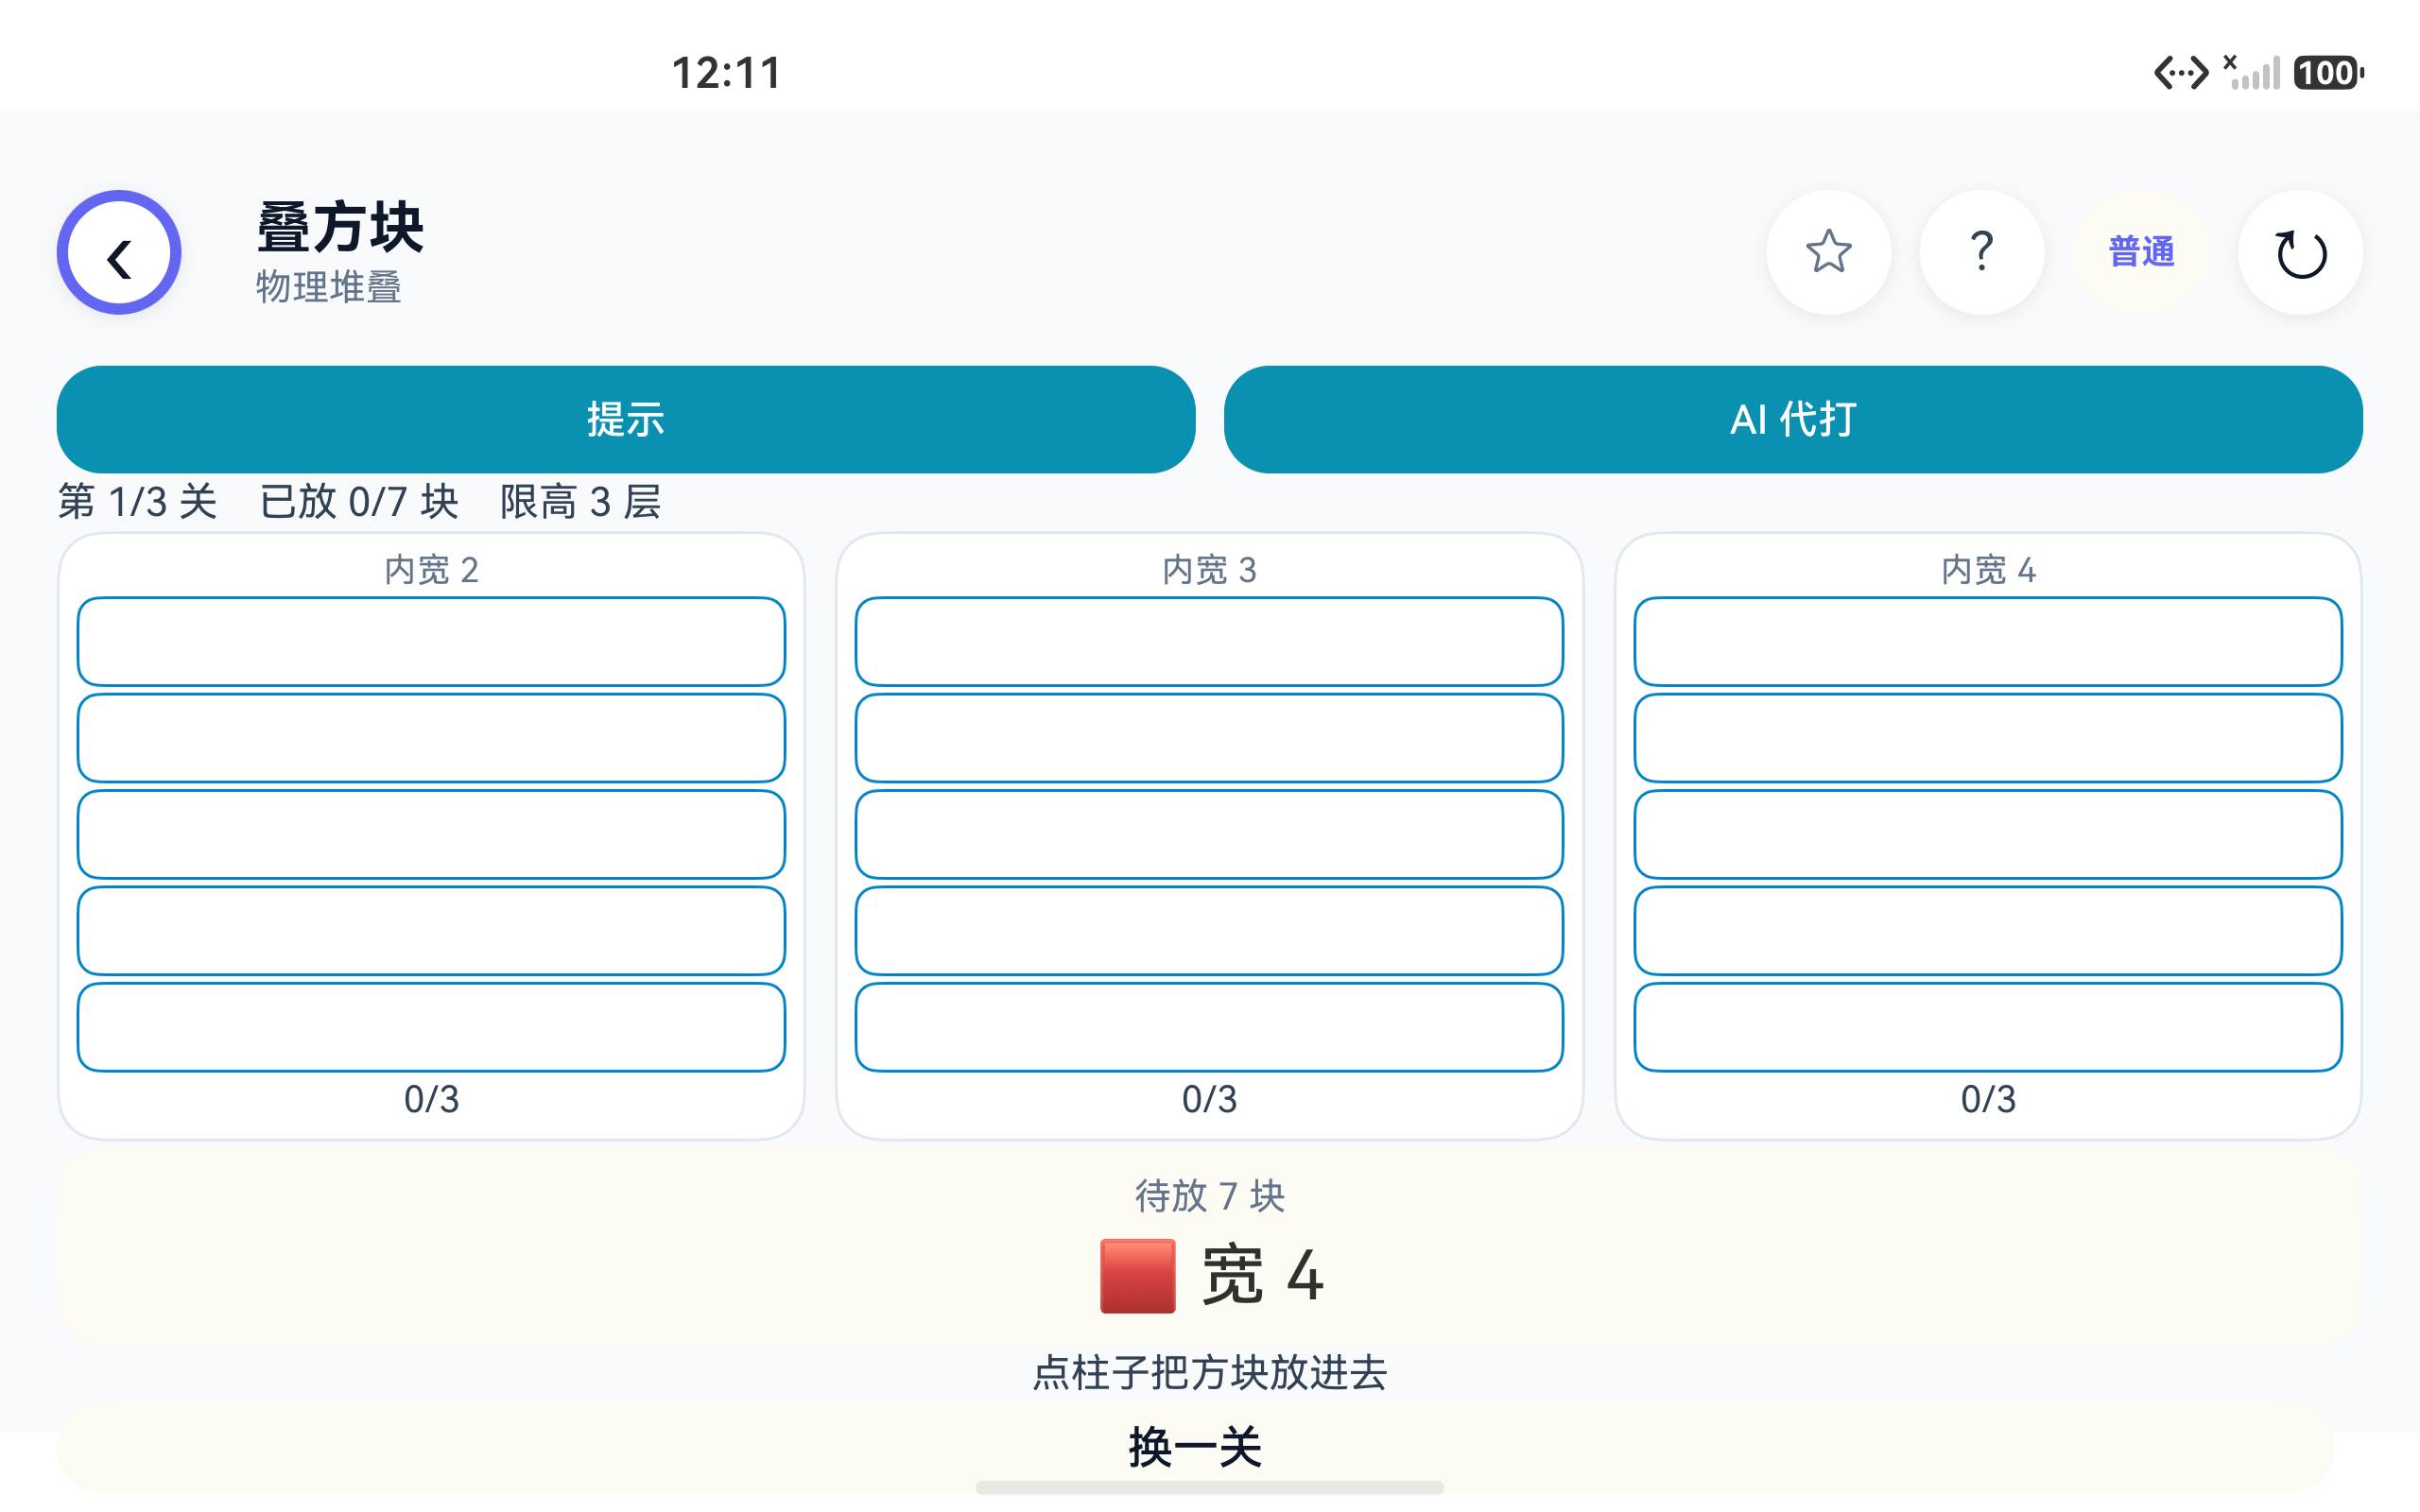 12:11
100
叠方块
物理堆叠
?
普通
提示
AI 代打
第 1/3 关 已放 0/7 块 限高 3 层
内宽 2
内宽 3
内宽 4
0/3
0/3
0/3
待放 7 块
宽 4
点柱子把方块放进去
换一关